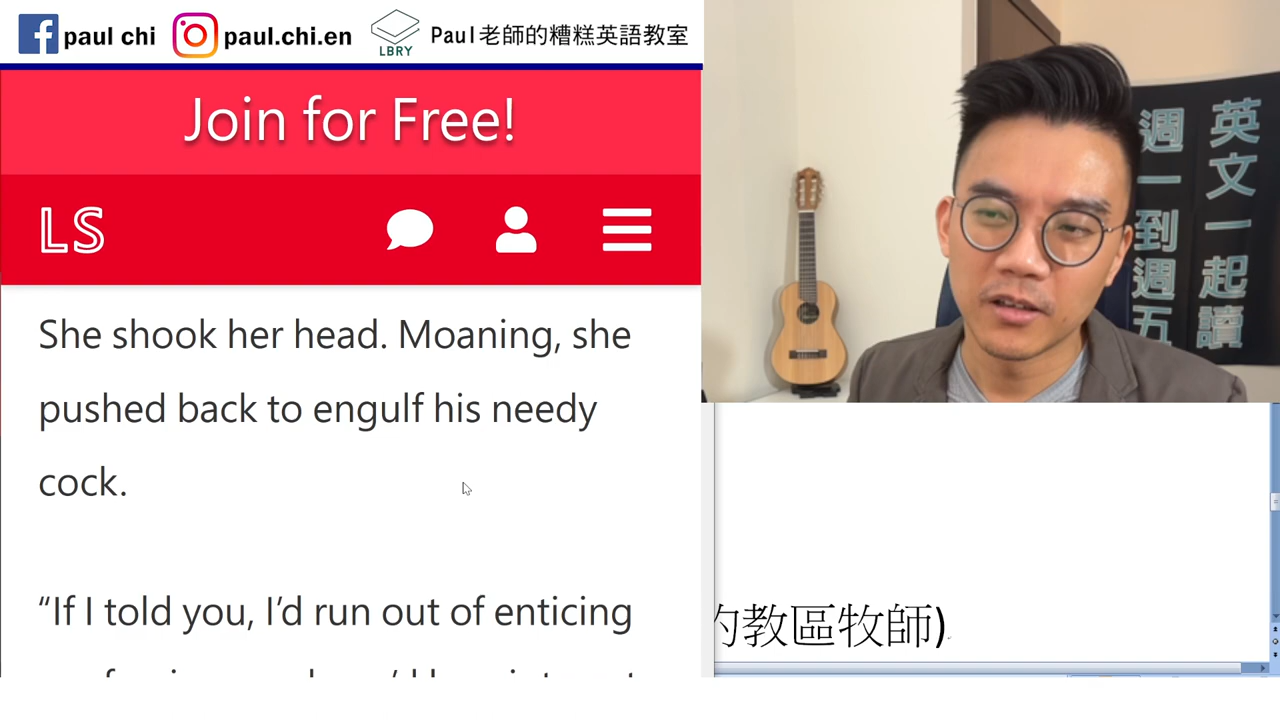 paul chi
paul.chi.en
LBRY
Paul老師的糟糕英語教室
Join for Free!
LS
She shook her head. Moaning, she
pushed back to engulf his needy
cock.
“If I told you, I’d run out of enticing
英文一起讀
週一到週五
的教區牧師)